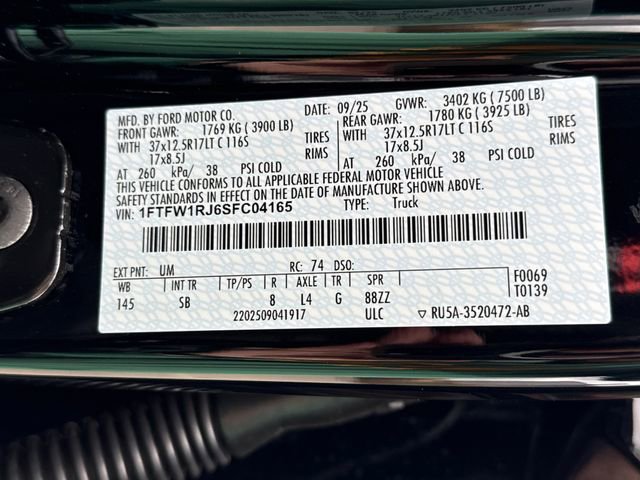 MFD. BY FORD MOTOR CO.
DATE: 09/25 GVWR: 3402 KG ( 7500 LB)
FRONT GAWR: 1769 KG ( 3900 LB) REAR GAWR: 1780 KG ( 3925 LB)
WITH 37x12.5R17LT C 116S TIRES WITH 37x12.5R17LT C 116S TIRES
17x8.5J RIMS 17x8.5J RIMS
AT 260 kPa/ 38 PSI COLD AT 260 kPa/ 38 PSI COLD
THIS VEHICLE CONFORMS TO ALL APPLICABLE FEDERAL MOTOR VEHICLE
SAFETY STANDARDS IN EFFECT ON THE DATE OF MANUFACTURE SHOWN ABOVE.
VIN: 1FTFW1RJ6SFC04165 TYPE: Truck
EXT PNT: UM RC: 74 DSO: F0069
WB INT TR TP/PS R AXLE TR SPR T0139
145 SB 8 L4 G 88ZZ
2202509041917 ULC ▽ RU5A-3520472-AB